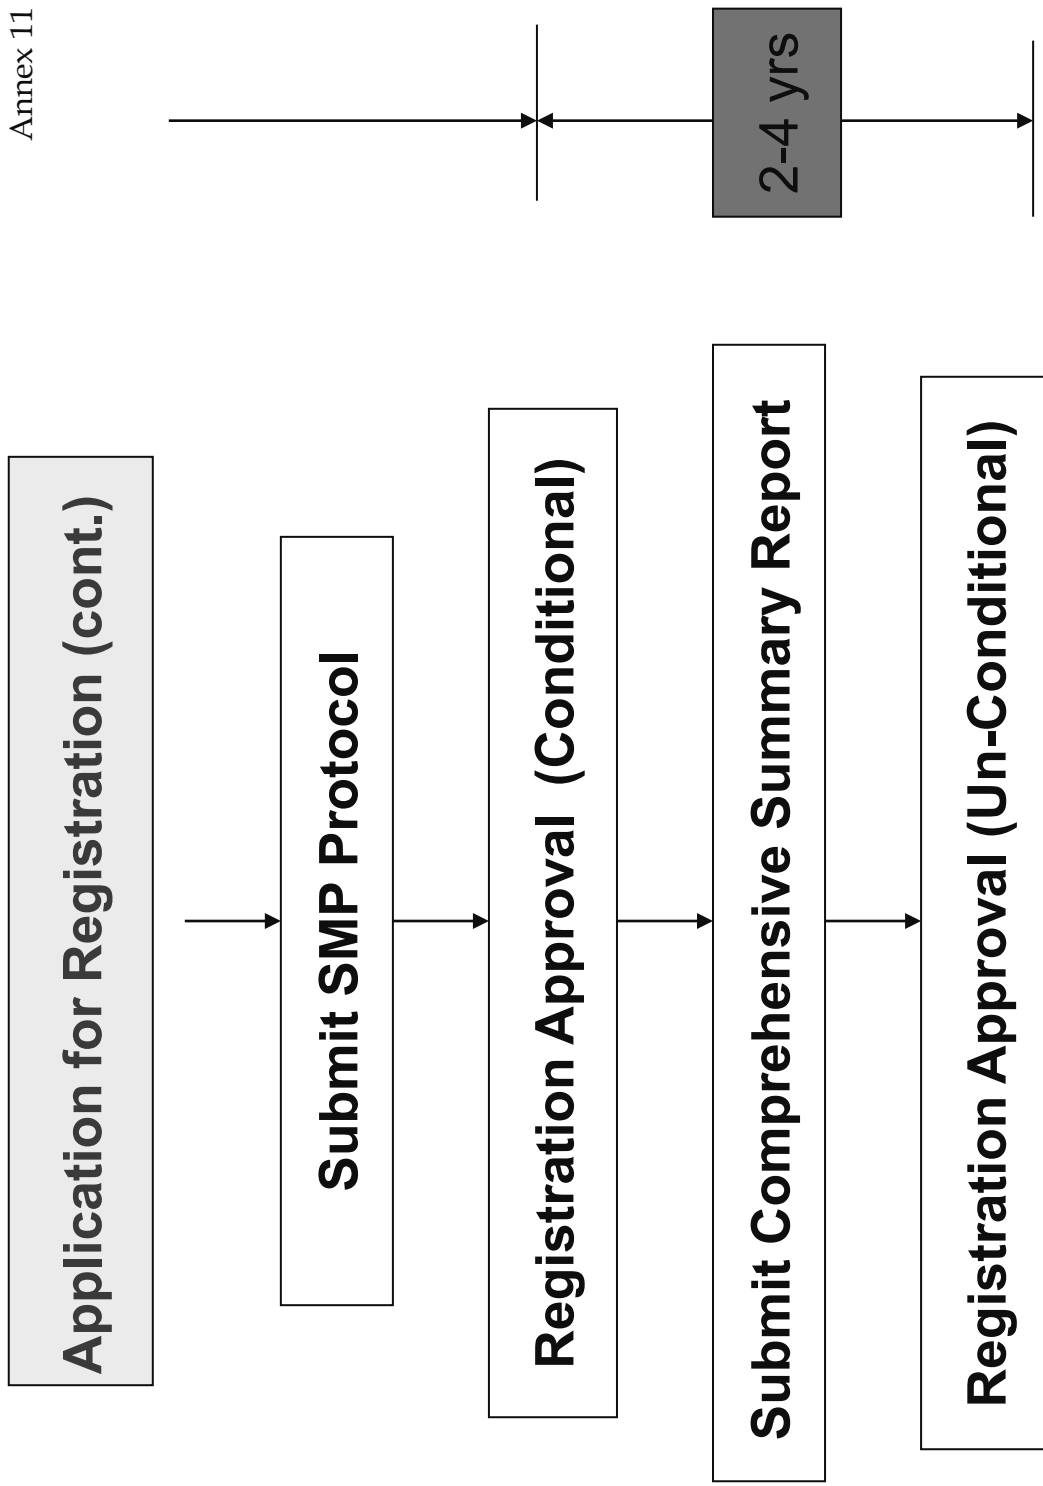 Annex 11
Application for Registration (cont.)
Submit SMP Protocol
Registration Approval (Conditional)
Submit Comprehensive Summary Report
2-4 yrs
Registration Approval (Un-Conditional)